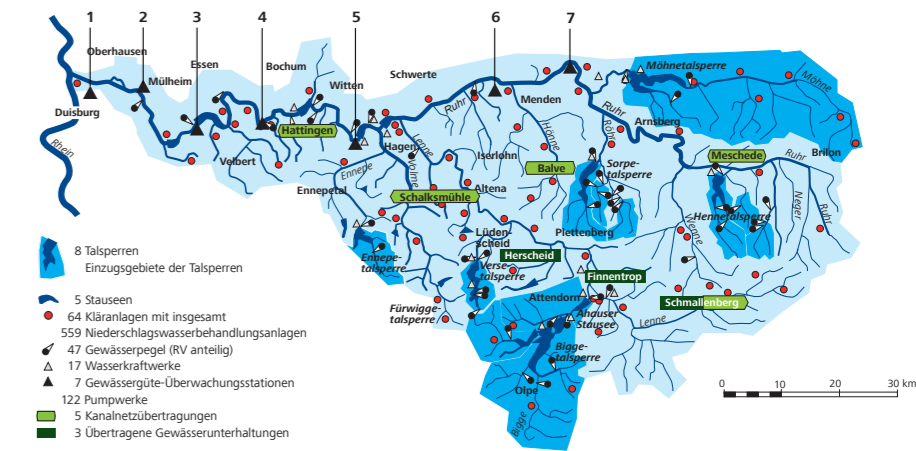 1 2 3 4 5 6 7
Oberhausen
Essen
Bochum
Mülheim
Witten
Schwerte
Duisburg
Rhein
Hattingen
Velbert
Ennepetal
Ennepe
Hagen
Lenne
Volme
Ruhr
Menden
Iserlohn
Hönne
Balve
Altena
Schalksmühle
Möhnetalsperre
Möhne
Ruhr
Arnsberg
Röhr
Sorpe-
talsperre
Meschede
Ruhr
Brilon
Neger
Ruhr
Hennetalsperre
Wenne
Plettenberg
Lüden-
scheid
Herscheid
Verse-
talsperre
Ennepe-
talsperre
Fürwigge-
talsperre
Finnentrop
Attendorn
Ahauser
Stausee
Schmallenberg
Lenne
Bigge-
talsperre
Olpe
Bigge
8 Talsperren
Einzugsgebiete der Talsperren
5 Stauseen
64 Kläranlagen mit insgesamt
559 Niederschlagswasserbehandlungsanlagen
47 Gewässerpegel (RV anteilig)
17 Wasserkraftwerke
7 Gewässergüte-Überwachungsstationen
122 Pumpwerke
5 Kanalnetzübertragungen
3 Übertragene Gewässerunterhaltungen
0 10 20 30 km